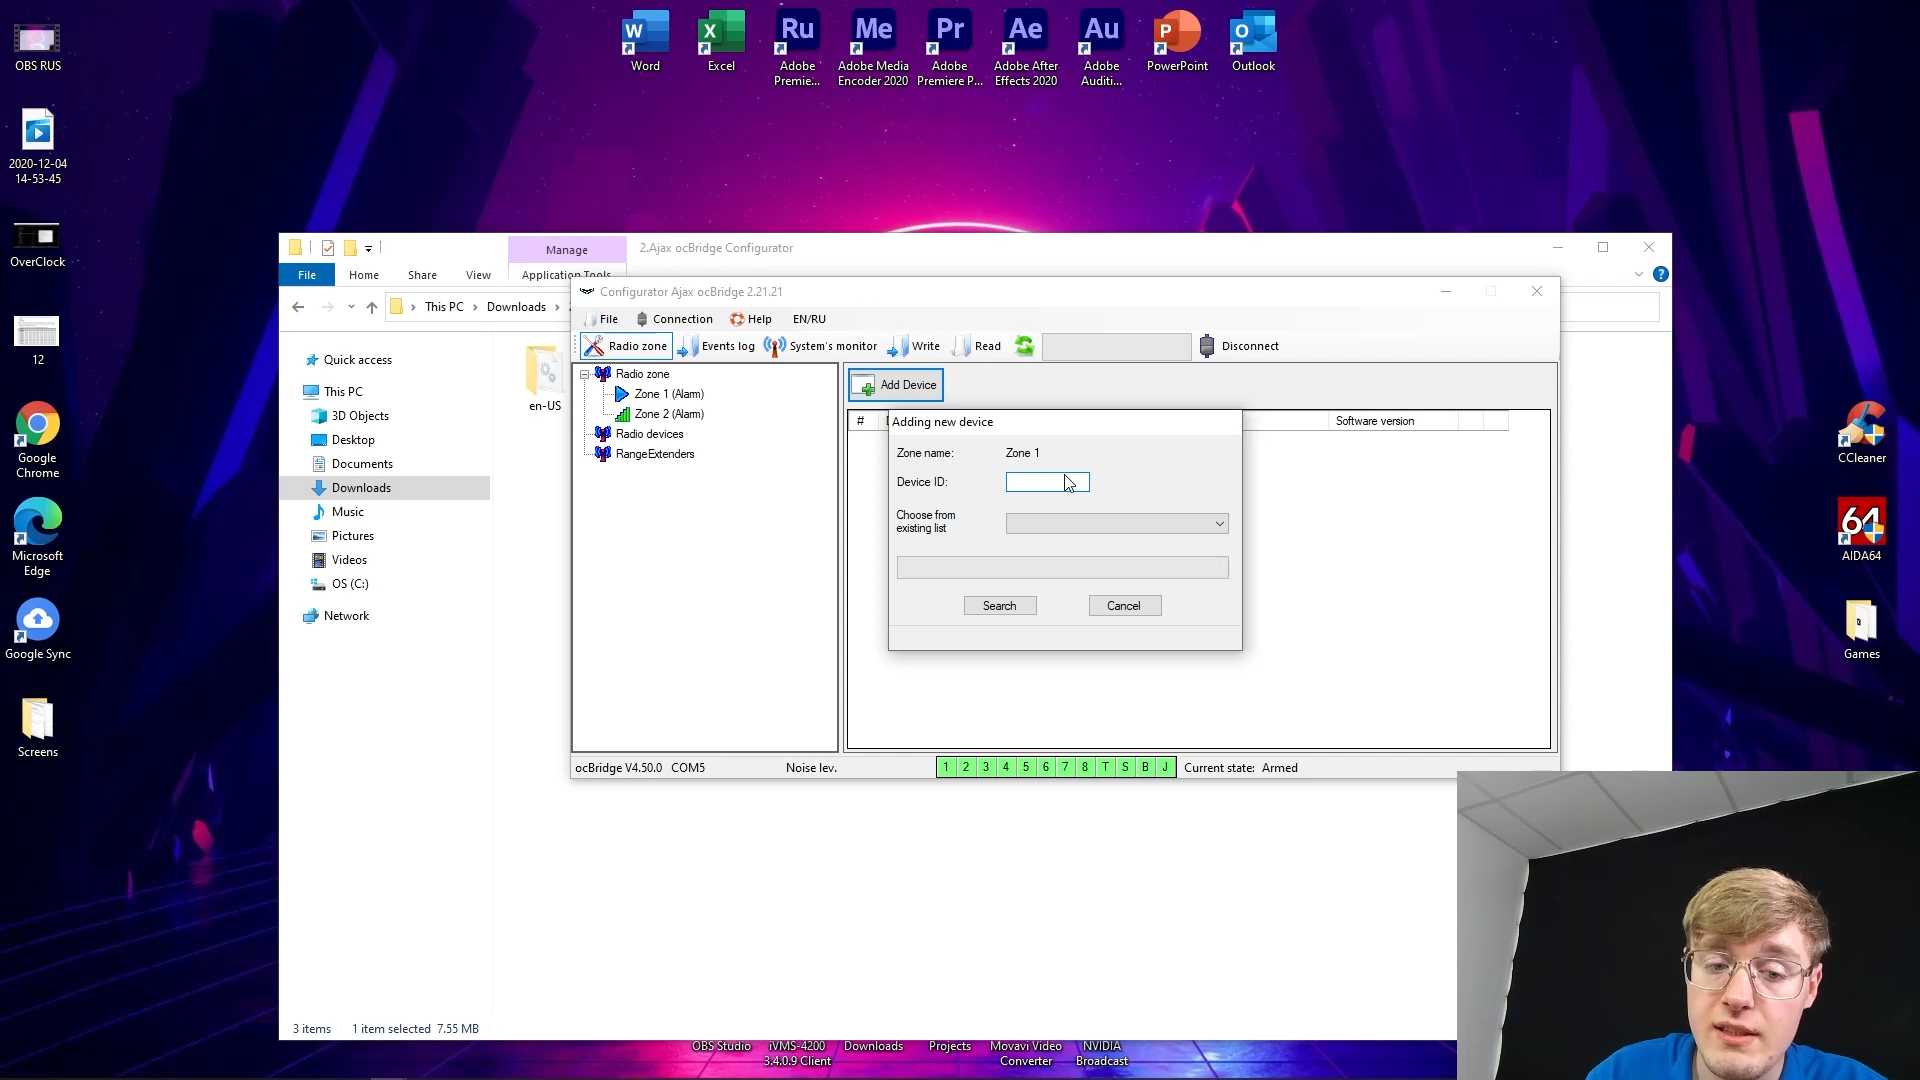 OBS RUS
2020-12-04
14-53-45
OverClock
12
Google
Chrome
Microsoft
Edge
Google Sync
Screens
Word
Excel
Adobe
Premie...
Adobe Media
Encoder 2020
Adobe
Premiere P...
Adobe After
Effects 2020
Adobe
Auditi...
PowerPoint
Outlook
W
X
Ru
Me
Pr
Ae
Au
P
O
CCleaner
64
AIDA64
Games
Manage
2.Ajax ocBridge Configurator
File
Home
Share
View
Application Tools
This PC
Downloads
Quick access
This PC
3D Objects
Desktop
Documents
Downloads
Music
Pictures
Videos
OS (C:)
Network
en-US
Configurator Ajax ocBridge 2.21.21
File
Connection
Help
EN/RU
Radio zone
Events log
System's monitor
Write
Read
Disconnect
Radio zone
Zone 1 (Alarm)
Zone 2 (Alarm)
Radio devices
RangeExtenders
Add Device
#
Software version
Adding new device
Zone name: Zone 1
Device ID:
Choose from
existing list
Search
Cancel
ocBridge V4.50.0 COM5
Noise lev.
1 2 3 4 5 6 7 8 T S B J
Current state: Armed
3 items
1 item selected 7.55 MB
OBS Studio
iVMS-4200
3.4.0.9 Client
Downloads
Projects
Movavi Video
Converter
NVIDIA
Broadcast